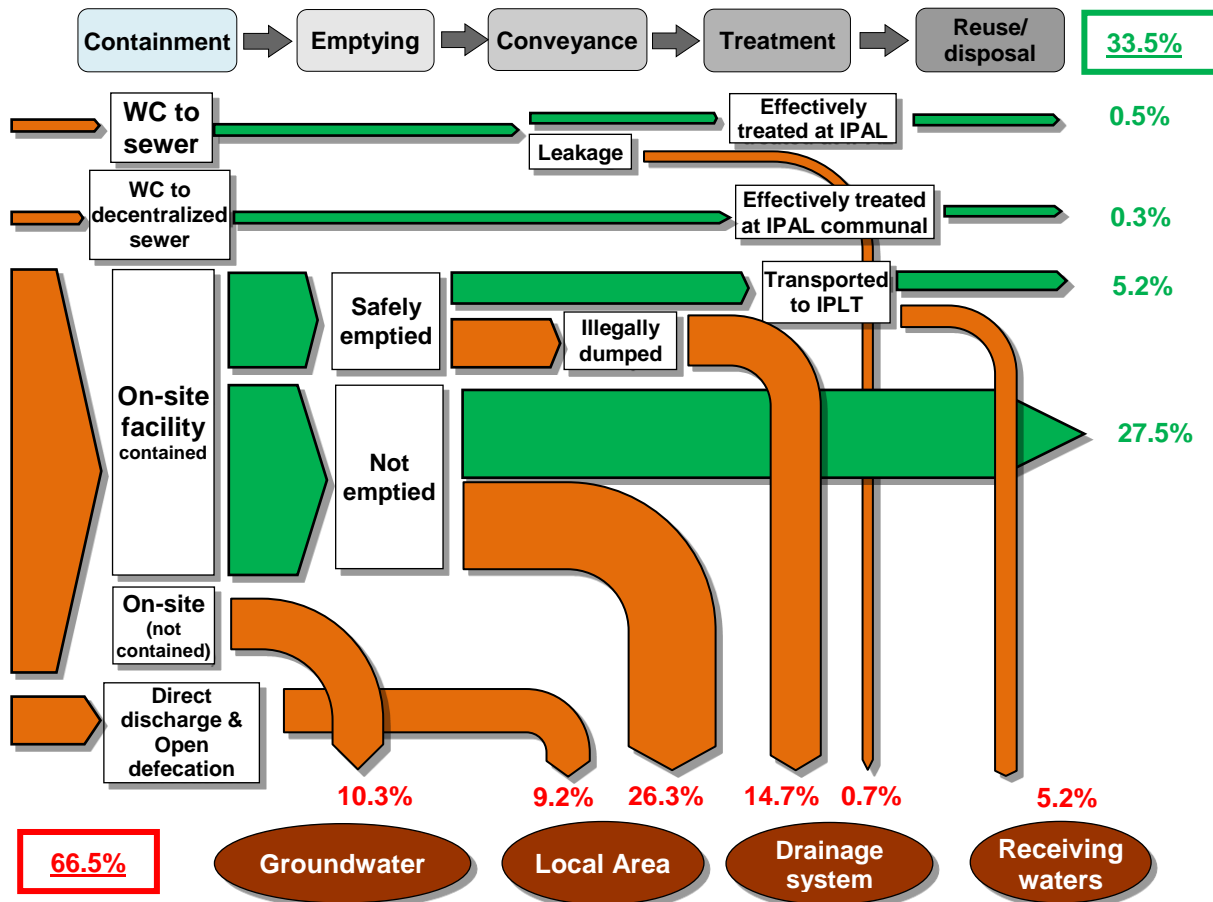 Containment
Emptying
Conveyance
Treatment
Reuse/
disposal
33.5%
WC to
sewer
Leakage
Effectively
treated at IPAL
0.5%
WC to
decentralized
sewer
Effectively treated
at IPAL communal
0.3%
On-site
facility
contained
Safely
emptied
Illegally
dumped
Transported
to IPLT
5.2%
Not
emptied
27.5%
On-site
(not
contained)
Direct
discharge &
Open
defecation
10.3%
9.2%
26.3%
14.7%
0.7%
5.2%
66.5%
Groundwater
Local Area
Drainage
system
Receiving
waters